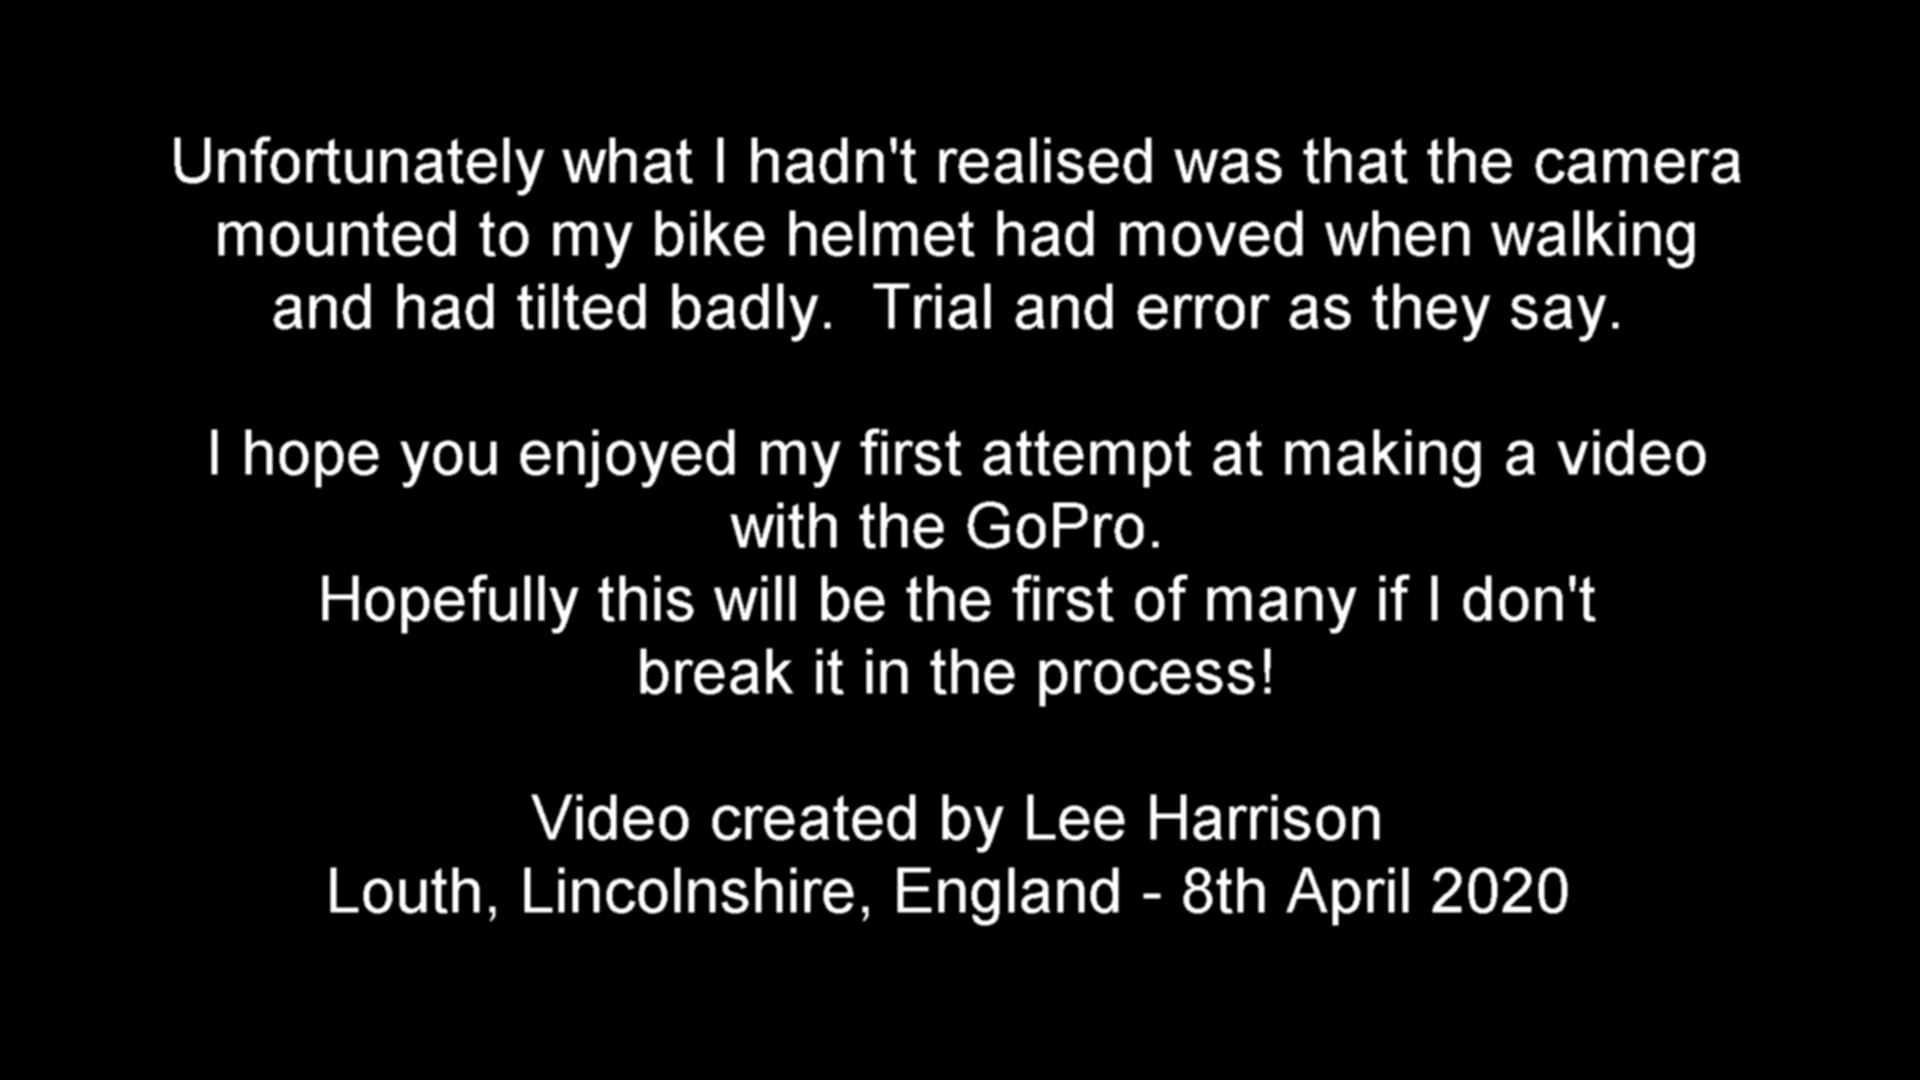 Unfortunately what I hadn't realised was that the camera
mounted to my bike helmet had moved when walking
and had tilted badly.  Trial and error as they say.
I hope you enjoyed my first attempt at making a video
with the GoPro.
Hopefully this will be the first of many if I don't
break it in the process!
Video created by Lee Harrison
Louth, Lincolnshire, England - 8th April 2020